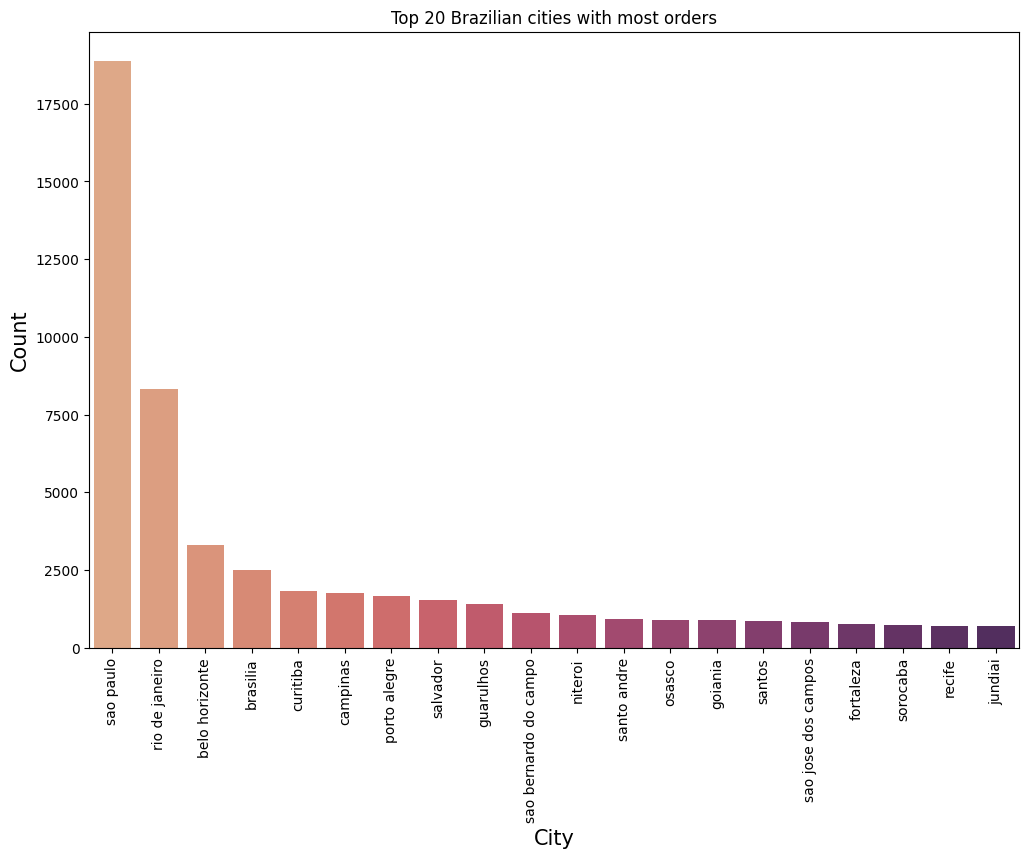 Top 20 Brazilian cities with most orders
Count
17500
15000
12500
10000
7500
5000
2500
0
sao paulo
rio de janeiro
belo horizonte
brasilia
curitiba
campinas
porto alegre
salvador
guarulhos
sao bernardo do campo
niteroi
santo andre
osasco
goiania
santos
sao jose dos campos
fortaleza
sorocaba
recife
jundiai
City